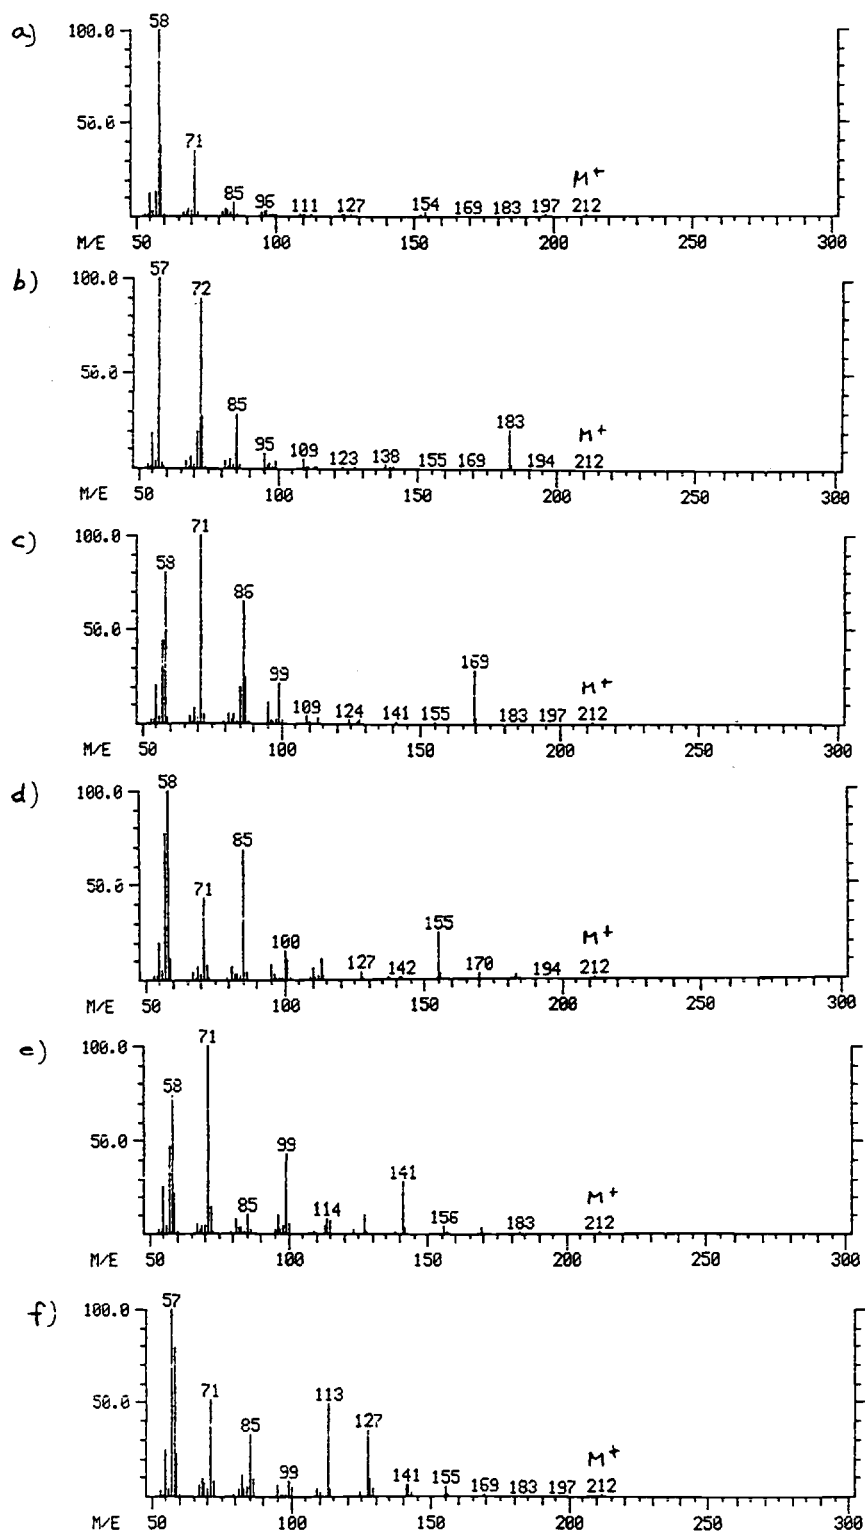 a) 100.0 58
50.0 71
85 96 111 127 154 169 183 197 212 M+
M/E 50 100 150 200 250 300
b) 100.0 57
72
50.0 85
95 109 123 138 155 169 183 194 212 M+
M/E 50 100 150 200 250 300
c) 100.0 71
58 86
50.0
99 109 124 141 155 169 183 197 212 M+
M/E 50 100 150 200 250 300
d) 100.0 58
85
50.0 71
100 127 142 155 170 194 212 M+
M/E 50 100 150 200 250 300
e) 100.0 71
58
50.0 99
85 114 141 156 183 212 M+
M/E 50 100 150 200 250 300
f) 100.0 57
50.0 71 113
85 127
99 141 155 169 183 197 212 M+
M/E 50 100 150 200 250 300